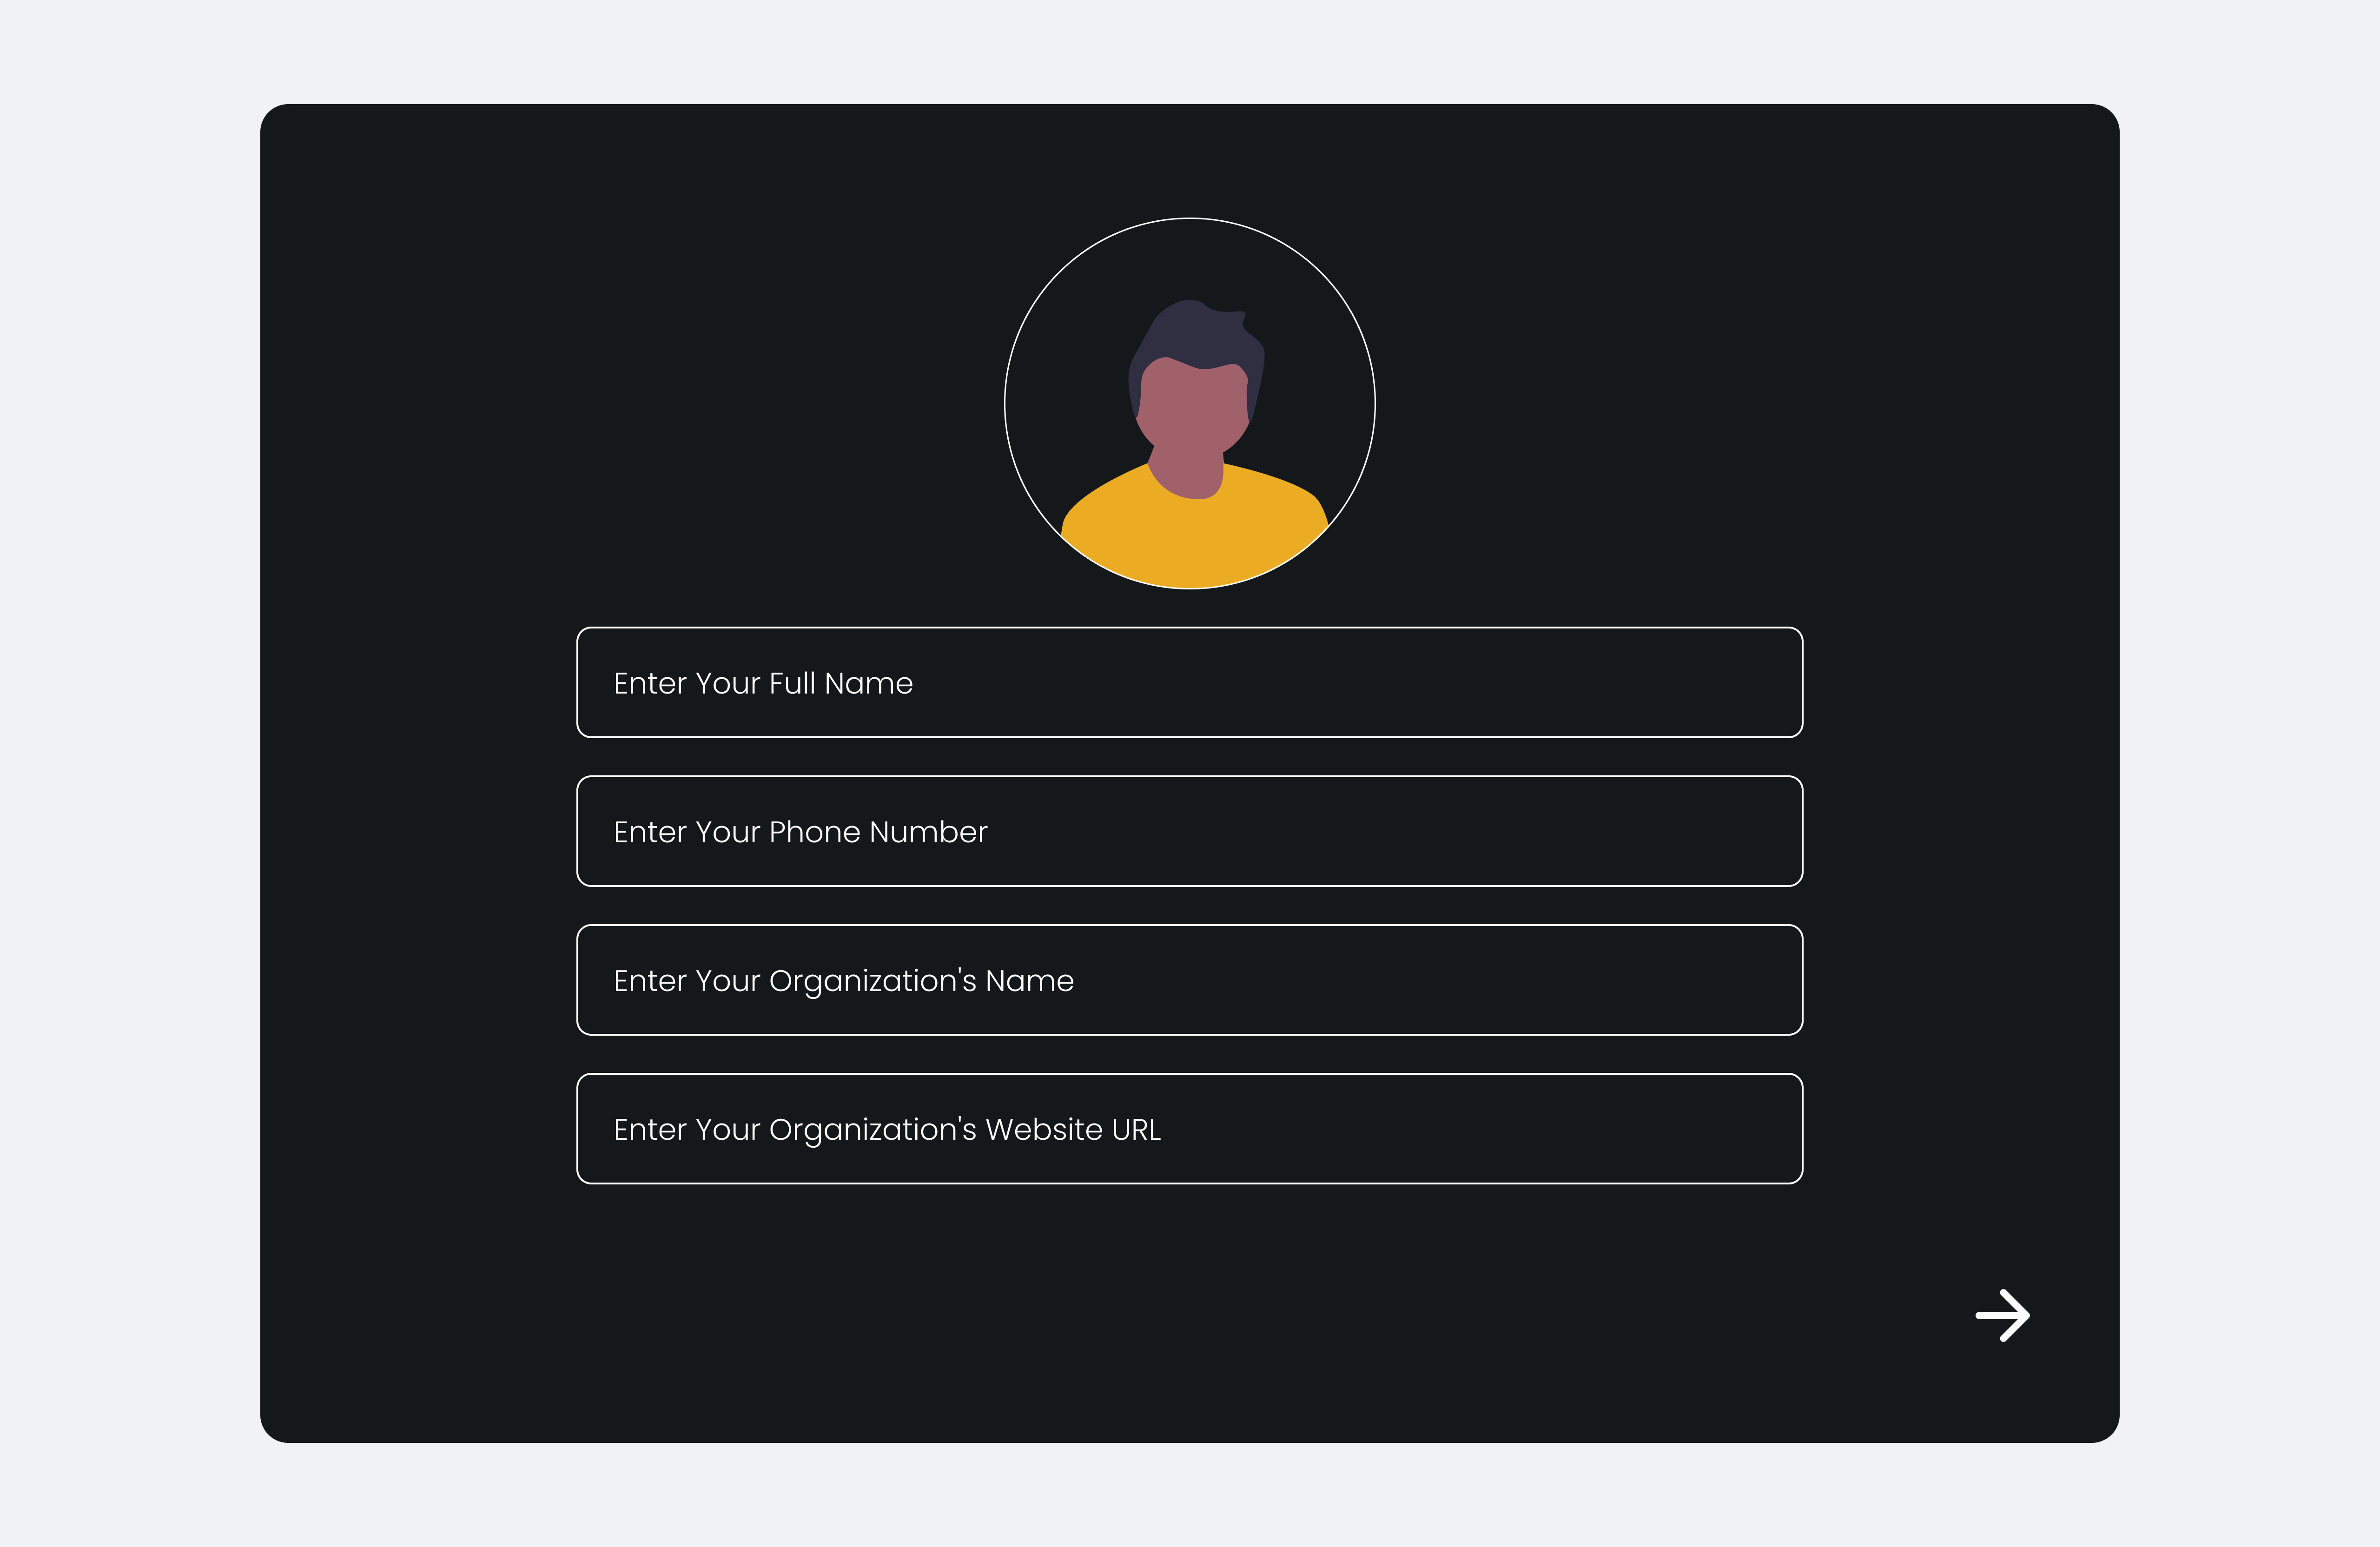 Enter Your Full Name
Enter Your Phone Number
Enter Your Organization's Name
Enter Your Organization's Website URL